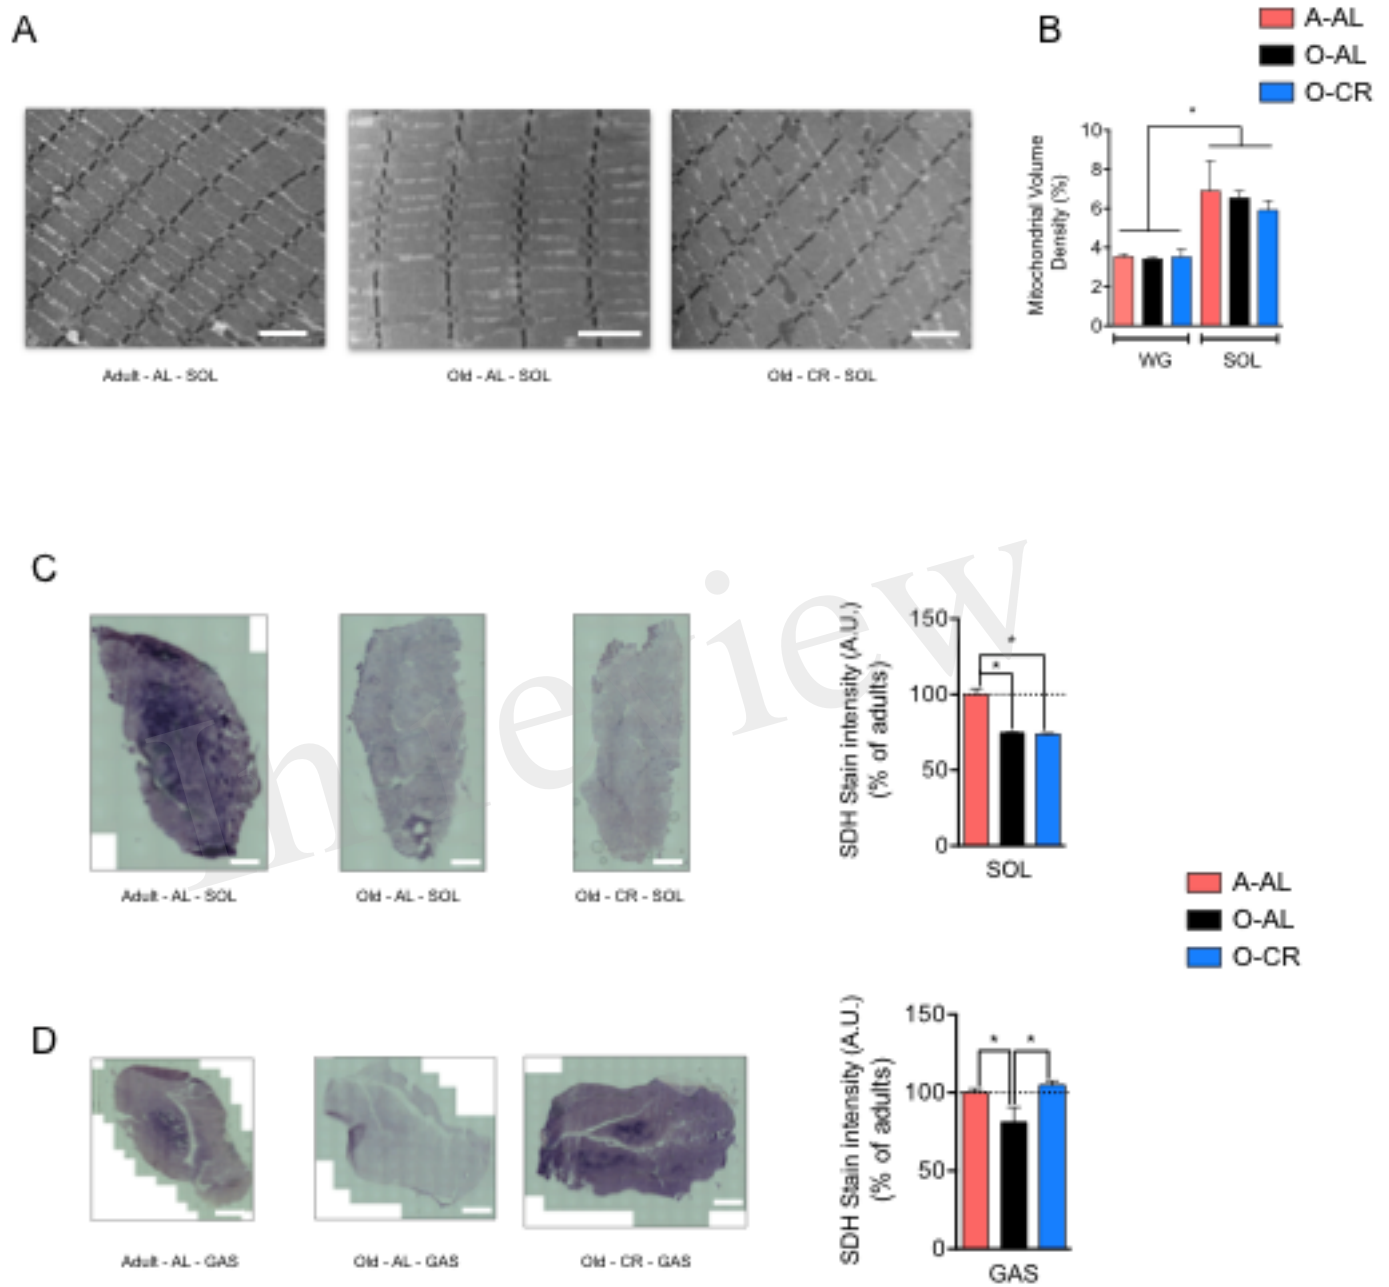 A
B
A-AL
O-AL
O-CR
*
10
8
6
4
2
0
Mitochondrial Volume
Density (%)
WG
SOL
Adult - AL - SOL
Old - AL - SOL
Old - CR - SOL
C
In review
150
100
50
0
SDH Stain intensity (A.U.)
(% of adults)
*
*
SOL
Adult - AL - SOL
Old - AL - SOL
Old - CR - SOL
A-AL
O-AL
O-CR
D
150
100
50
0
SDH Stain intensity (A.U.)
(% of adults)
*
*
GAS
Adult - AL - GAS
Old - AL - GAS
Old - CR - GAS